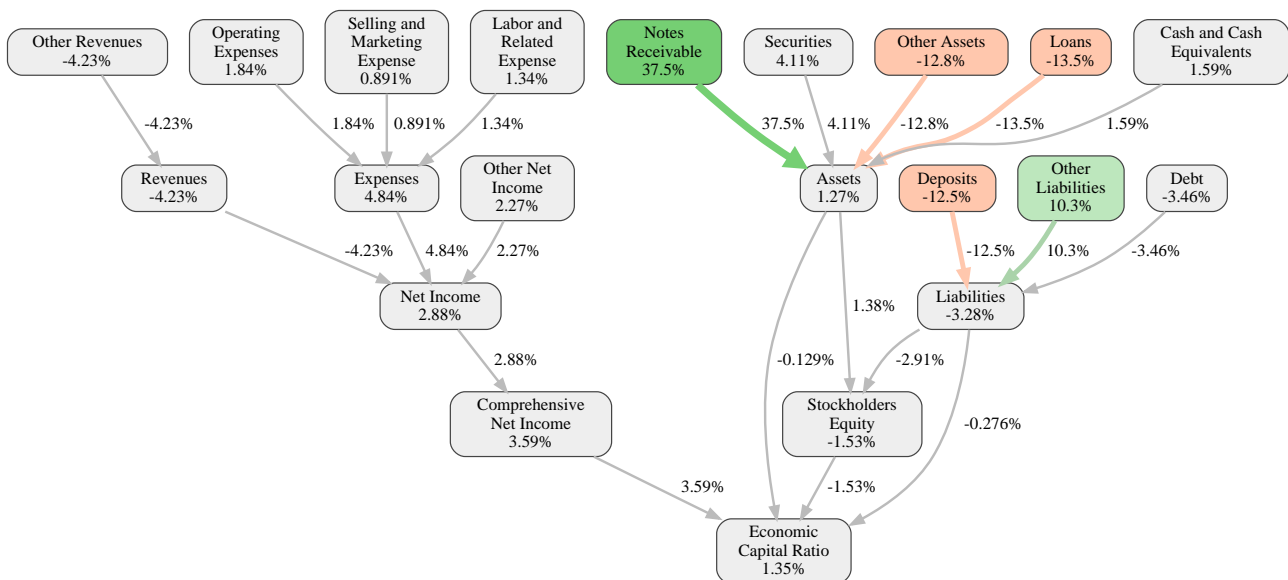 Other Revenues
-4.23%
Operating
Expenses
1.84%
Selling and
Marketing
Expense
0.891%
Labor and
Related
Expense
1.34%
Notes
Receivable
37.5%
Securities
4.11%
Other Assets
-12.8%
Loans
-13.5%
Cash and Cash
Equivalents
1.59%
-4.23%
1.84%
0.891%
1.34%
37.5%
4.11%
-12.8%
-13.5%
1.59%
Revenues
-4.23%
Expenses
4.84%
Other Net
Income
2.27%
Assets
1.27%
Deposits
-12.5%
Other
Liabilities
10.3%
Debt
-3.46%
-4.23%
4.84%
2.27%
-12.5%
10.3%
-3.46%
Net Income
2.88%
1.38%
Liabilities
-3.28%
2.88%
-0.129%
-2.91%
Comprehensive
Net Income
3.59%
Stockholders
Equity
-1.53%
-0.276%
3.59%
-1.53%
Economic
Capital Ratio
1.35%